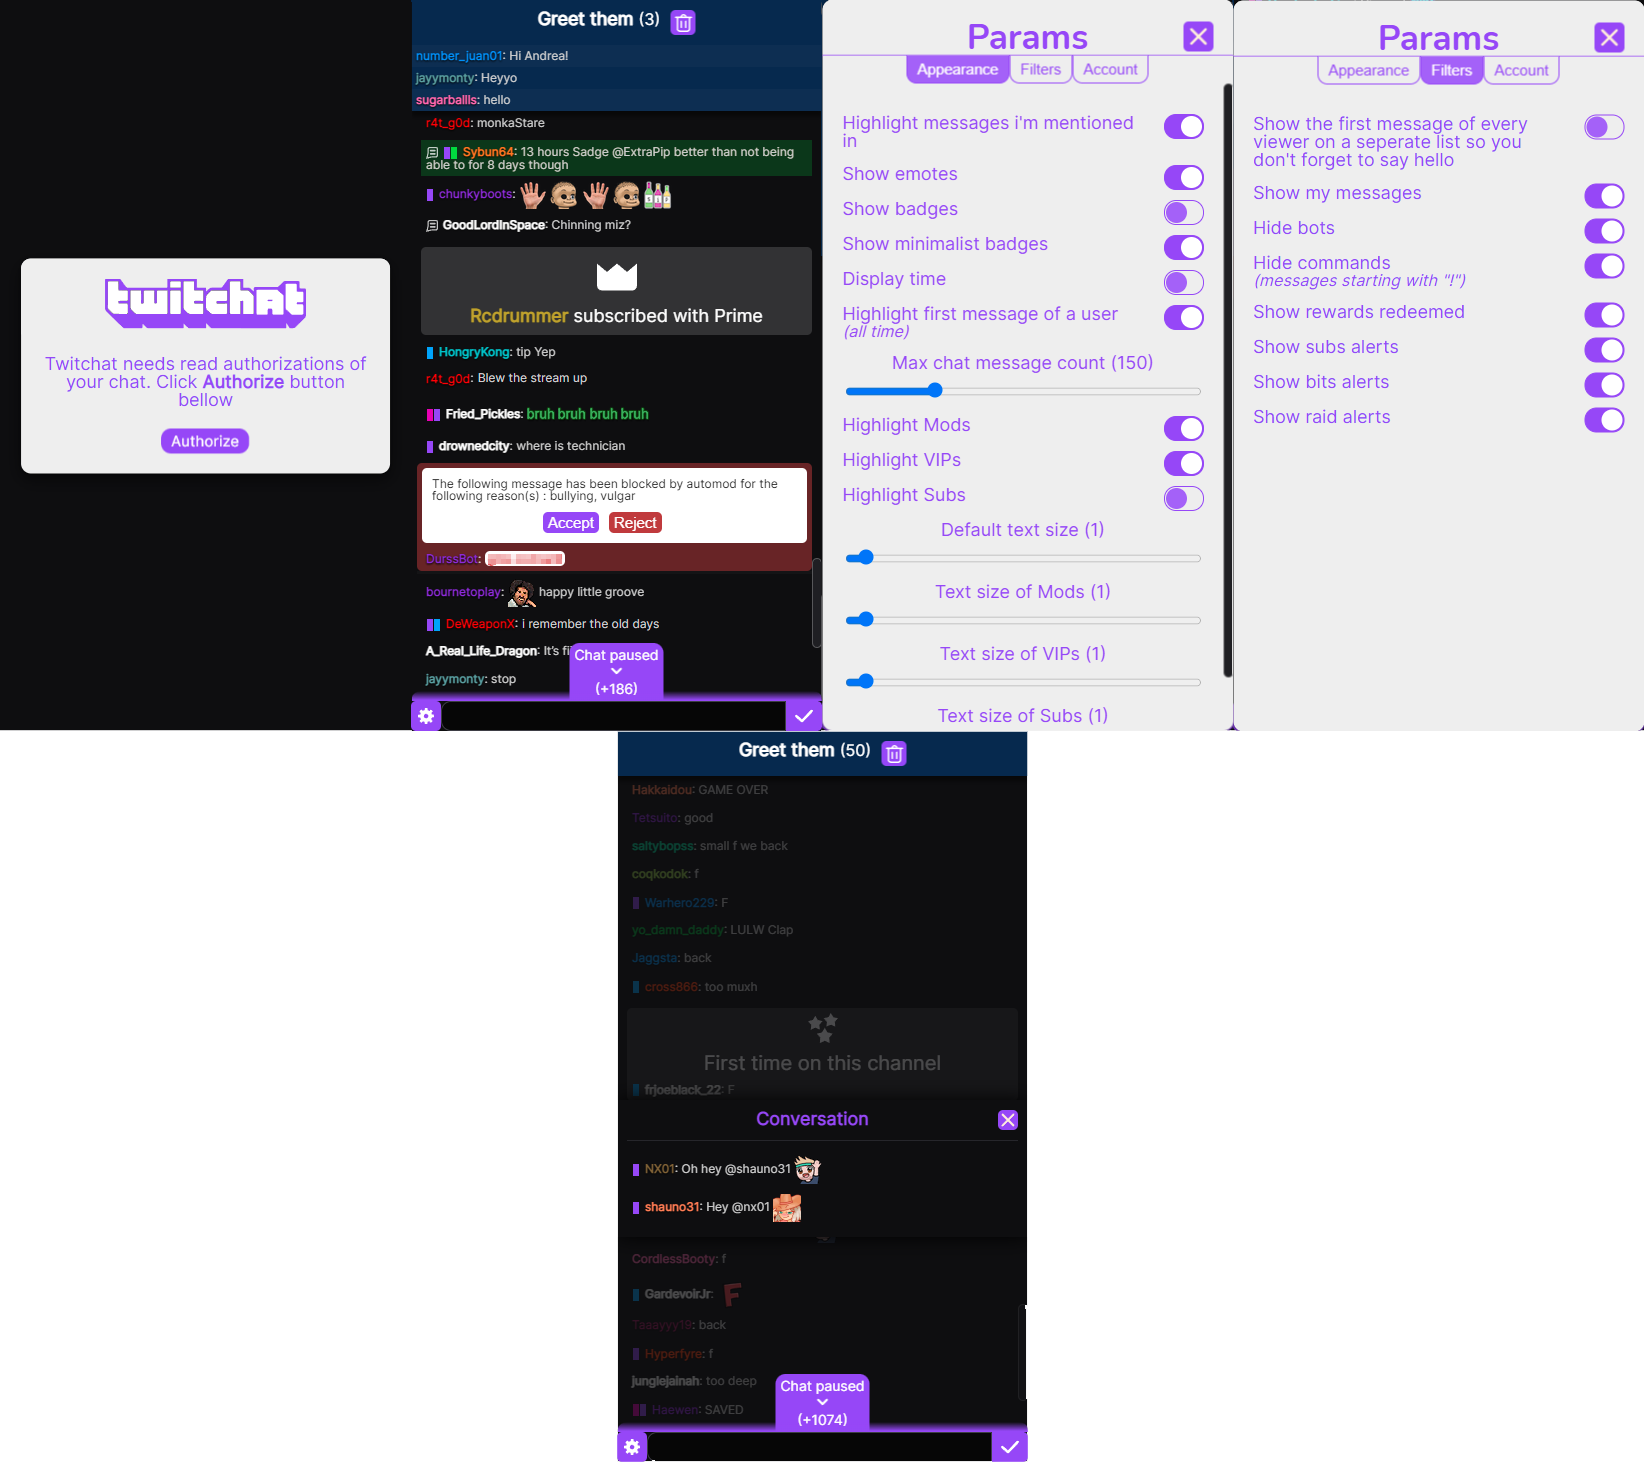 twitchat
Twitchat needs read authorizations of
your chat. Click Authorize button
bellow
Authorize
Greet them (3)
number_juan01: Hi Andrea!
jayymonty: Heyyo
sugarballls: hello
r4t_g0d: monkaStare
Sybun64: 13 hours Sadge @ExtraPip better than not being
able to for 8 days though
chunkyboots:
GoodLordInSpace: Chinning miz?
Rcdrummer subscribed with Prime
HongryKong: tip Yep
r4t_g0d: Blew the stream up
Fried_Pickles: bruh bruh bruh bruh
drownedcity: where is technician
The following message has been blocked by automod for the
following reason(s) : bullying, vulgar
Accept Reject
DurssBot:
bournetoplay: happy little groove
DeWeaponX: i remember the old days
A_Real_Life_Dragon: It's fi
jayymonty: stop
Chat paused
(+186)
Params
Appearance Filters Account
Highlight messages i'm mentioned
in
Show emotes
Show badges
Show minimalist badges
Display time
Highlight first message of a user
(all time)
Max chat message count (150)
Highlight Mods
Highlight VIPs
Highlight Subs
Default text size (1)
Text size of Mods (1)
Text size of VIPs (1)
Text size of Subs (1)
Params
Appearance Filters Account
Show the first message of every
viewer on a seperate list so you
don't forget to say hello
Show my messages
Hide bots
Hide commands
(messages starting with "!")
Show rewards redeemed
Show subs alerts
Show bits alerts
Show raid alerts
Greet them (50)
Hakkaidou: GAME OVER
Tetsuito: good
saltybopss: small f we back
coqkodok: f
Warhero229: F
yo_damn_daddy: LULW Clap
Jaggsta: back
cross866: too muxh
First time on this channel
frjoeblack_22: F
Conversation
NX01: Oh hey @shauno31
shauno31: Hey @nx01
CordlessBooty: f
GardevoirJr: F
Taaayyy19: back
Hyperfyre: f
junglejainah: too deep
Haewen: SAVED
Chat paused
(+1074)